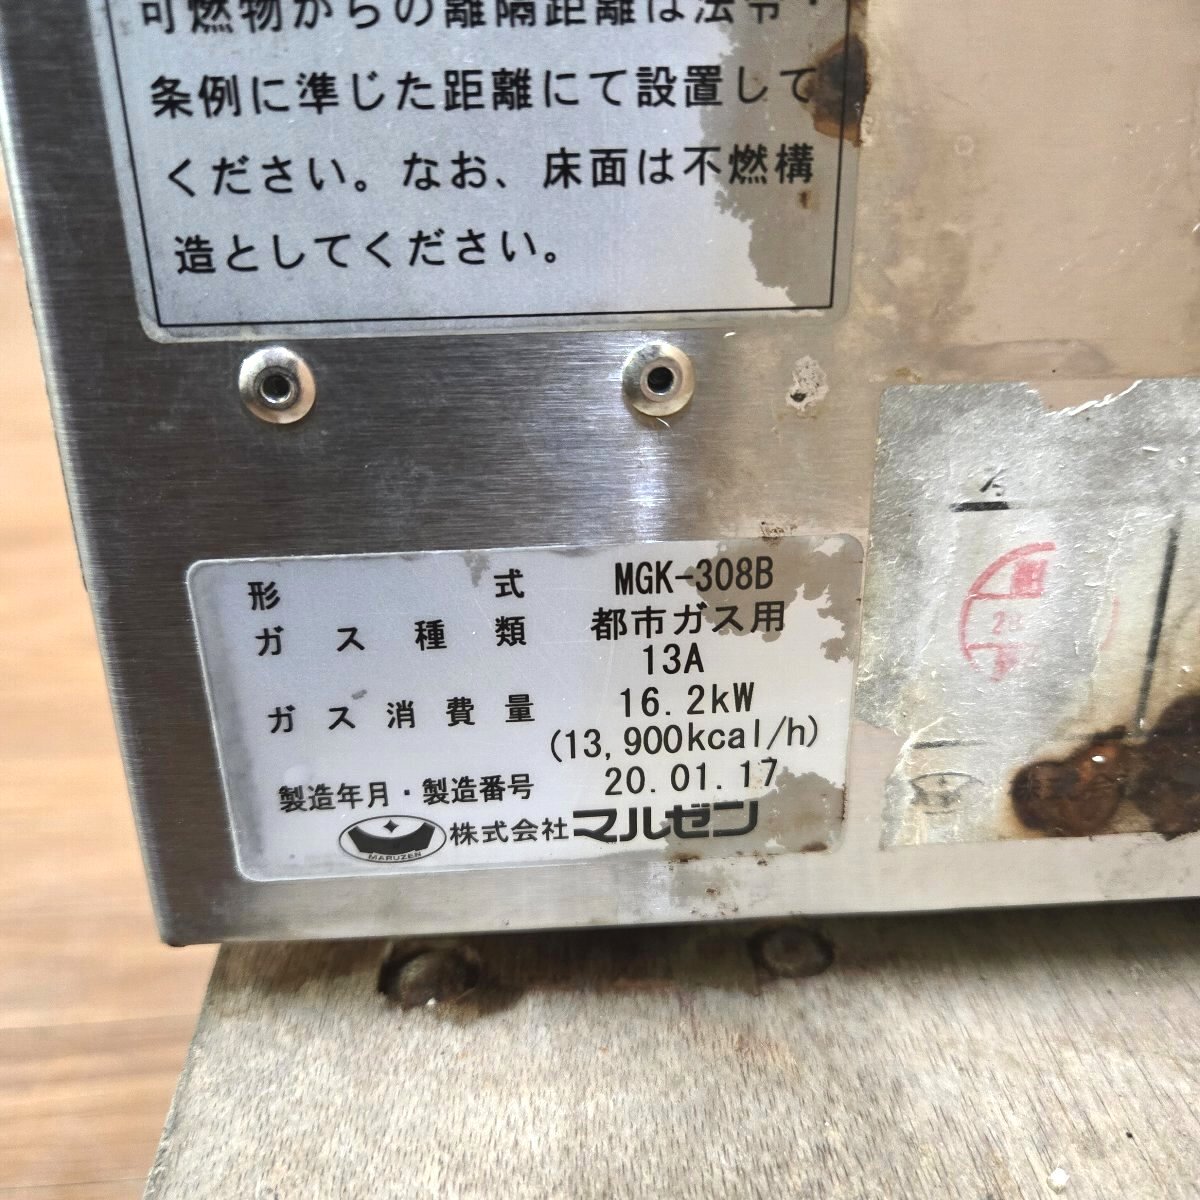 可燃物からの離隔距離は法令・
条例に準じた距離にて設置して
ください。なお、床面は不燃構
造としてください。
形式 MGK-308B
ガス種類 都市ガス用
13A
ガス消費量 16.2kW
(13,900kcal/h)
製造年月・製造番号 20.01.17
MARUZEN 株式会社マルゼン